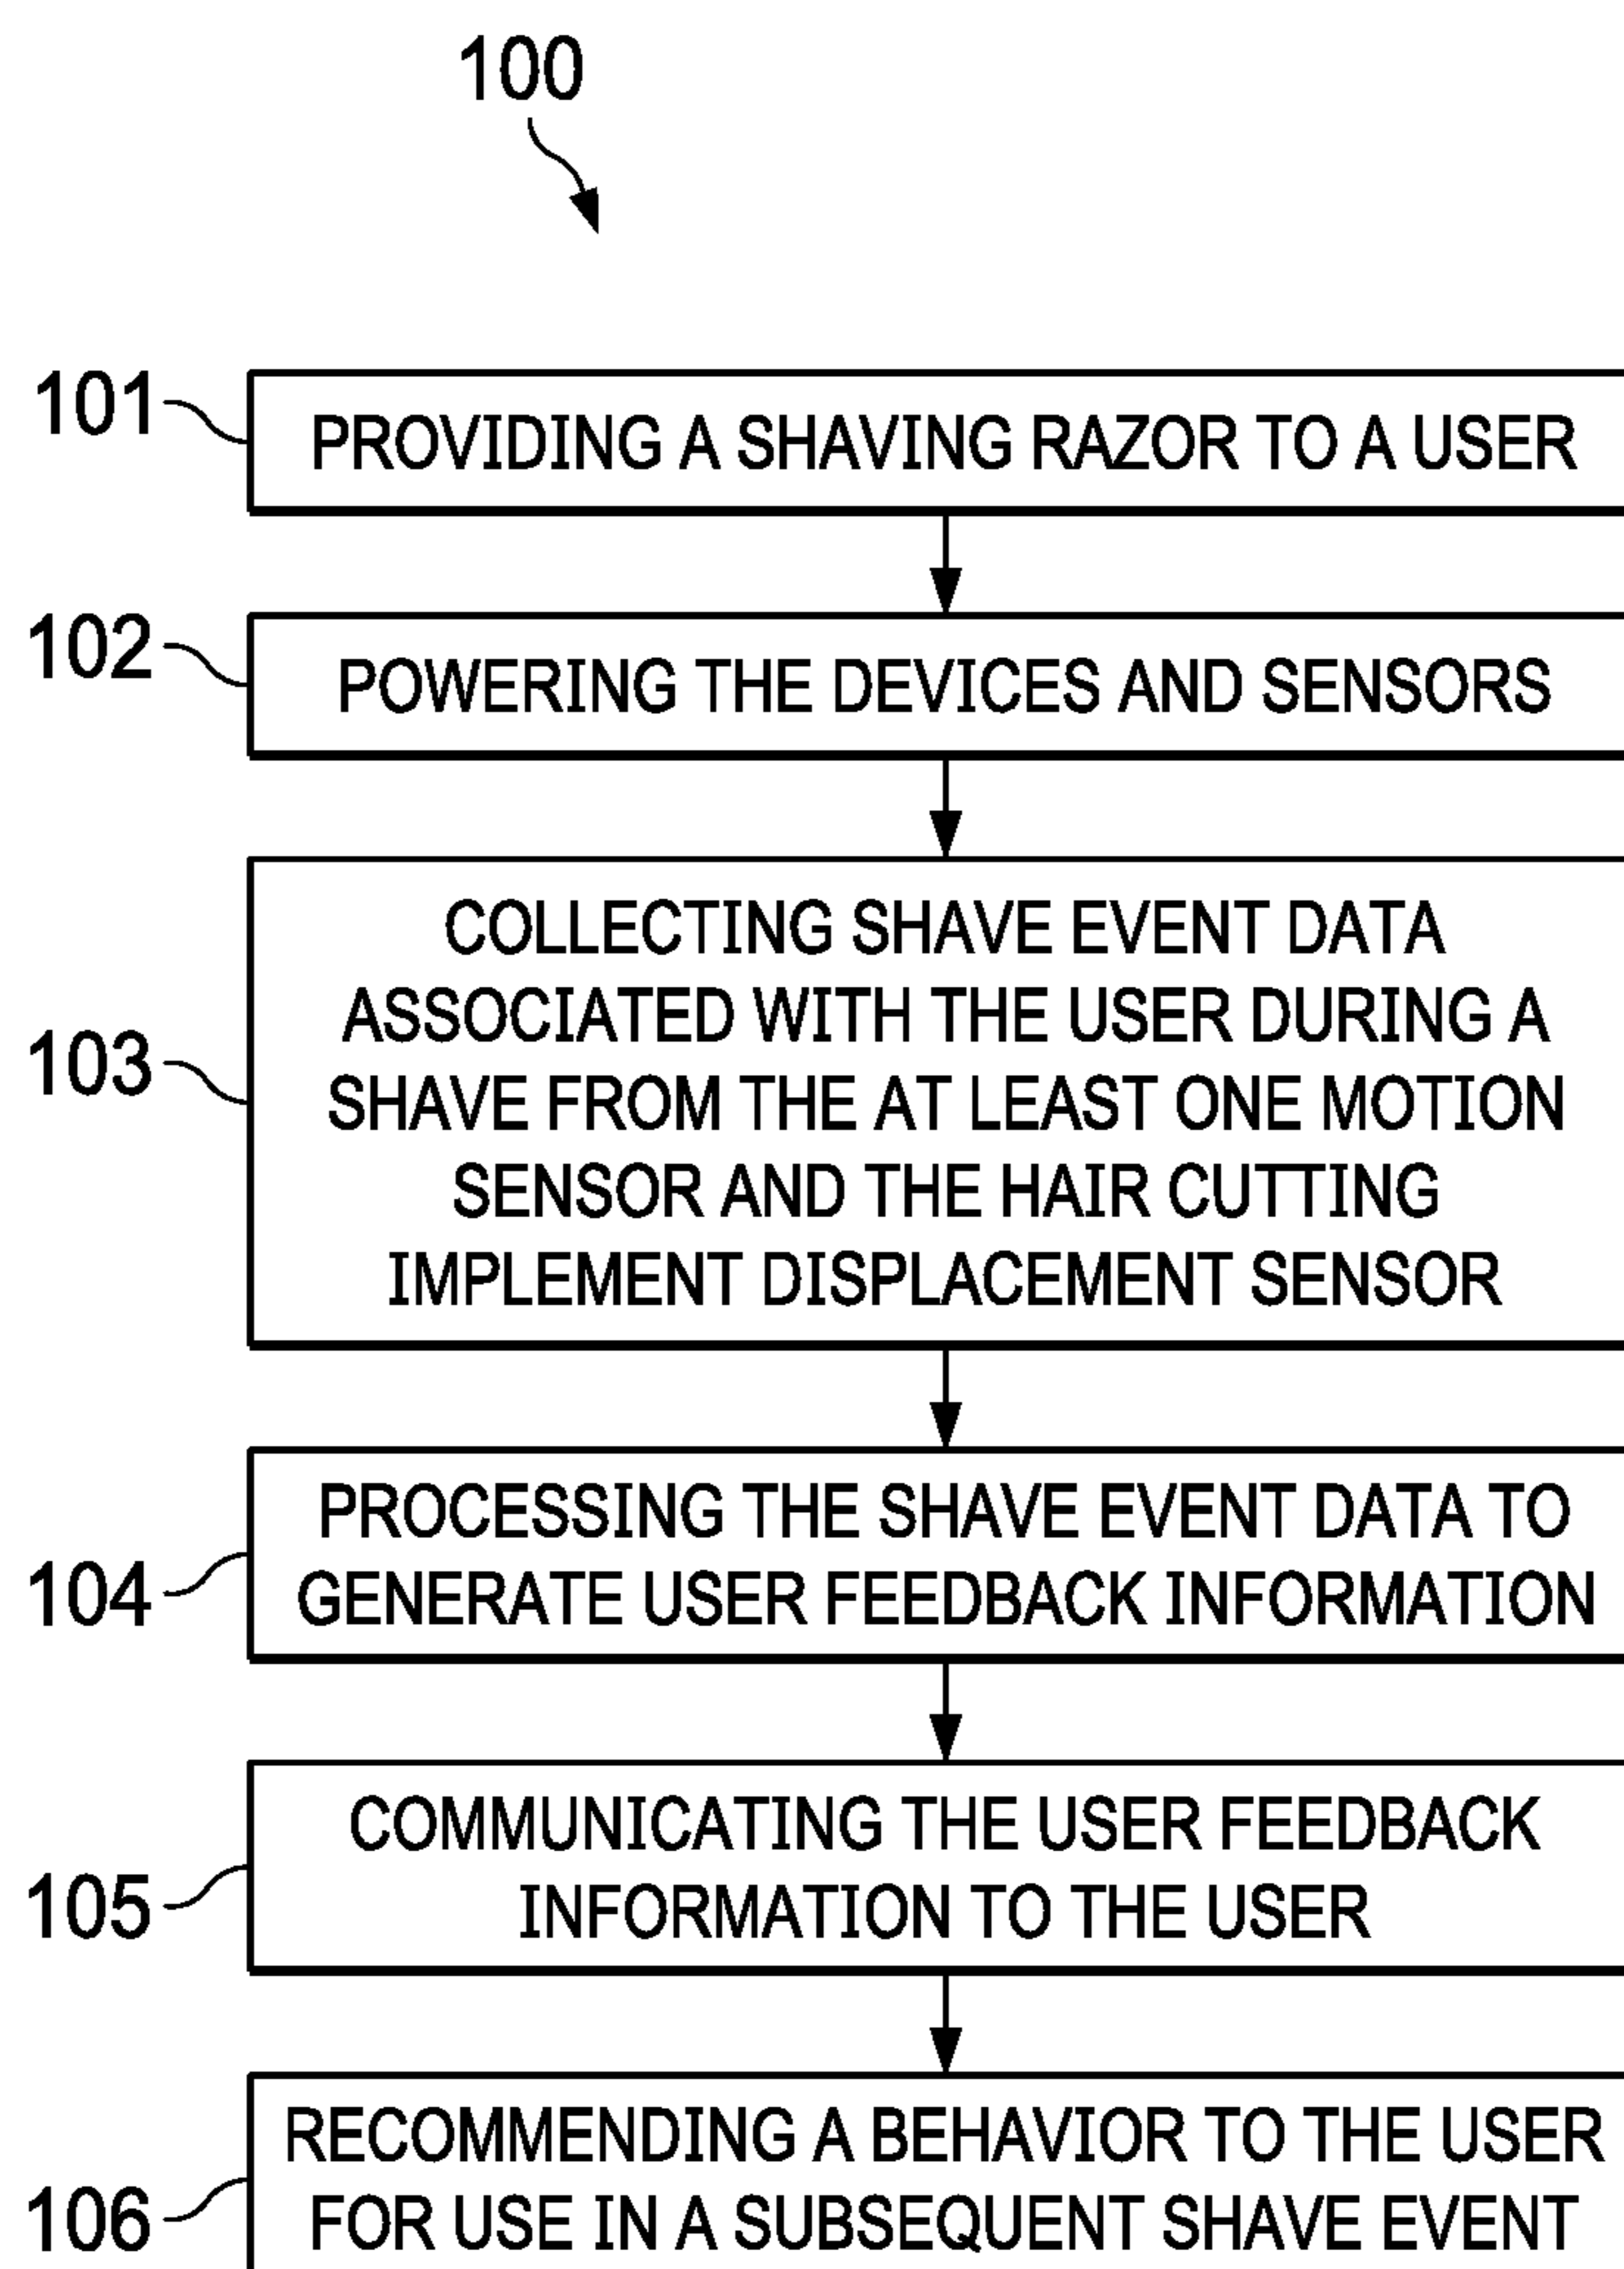 100
101
PROVIDING A SHAVING RAZOR TO A USER
102
POWERING THE DEVICES AND SENSORS
103
COLLECTING SHAVE EVENT DATA
ASSOCIATED WITH THE USER DURING A
SHAVE FROM THE AT LEAST ONE MOTION
SENSOR AND THE HAIR CUTTING
IMPLEMENT DISPLACEMENT SENSOR
104
PROCESSING THE SHAVE EVENT DATA TO
GENERATE USER FEEDBACK INFORMATION
105
COMMUNICATING THE USER FEEDBACK
INFORMATION TO THE USER
106
RECOMMENDING A BEHAVIOR TO THE USER
FOR USE IN A SUBSEQUENT SHAVE EVENT